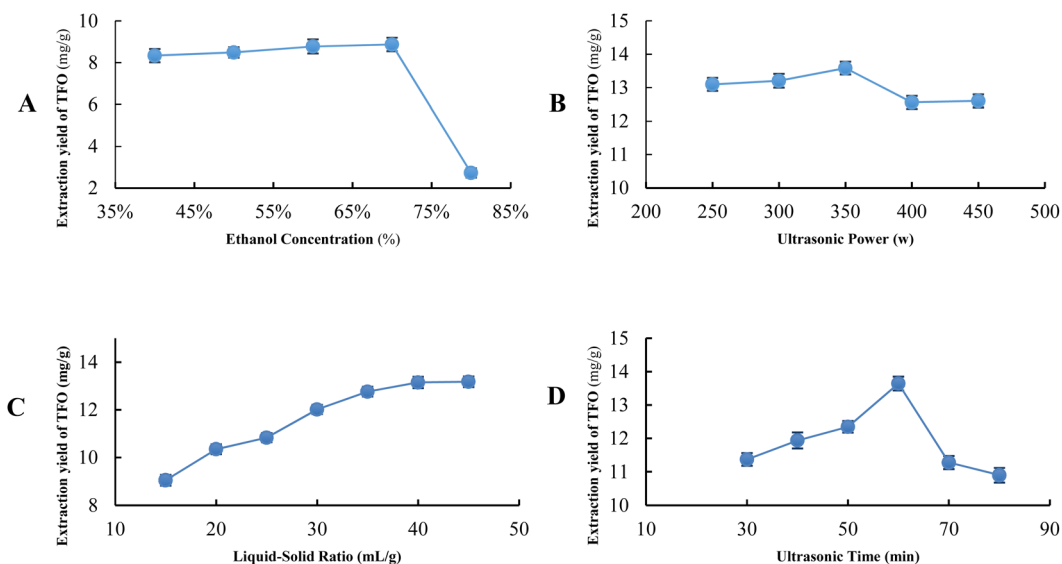 A
Extraction yield of TFO (mg/g)
10
8
6
4
2
35% 45% 55% 65% 75% 85%
Ethanol Concentration (%)
B
Extraction yield of TFO (mg/g)
15
14
13
12
11
10
200 250 300 350 400 450 500
Ultrasonic Power (w)
C
Extraction yield of TFO (mg/g)
14
12
10
8
10 20 30 40 50
Liquid-Solid Ratio (mL/g)
D
Extraction yield of TFO (mg/g)
15
14
13
12
11
10
10 30 50 70 90
Ultrasonic Time (min)